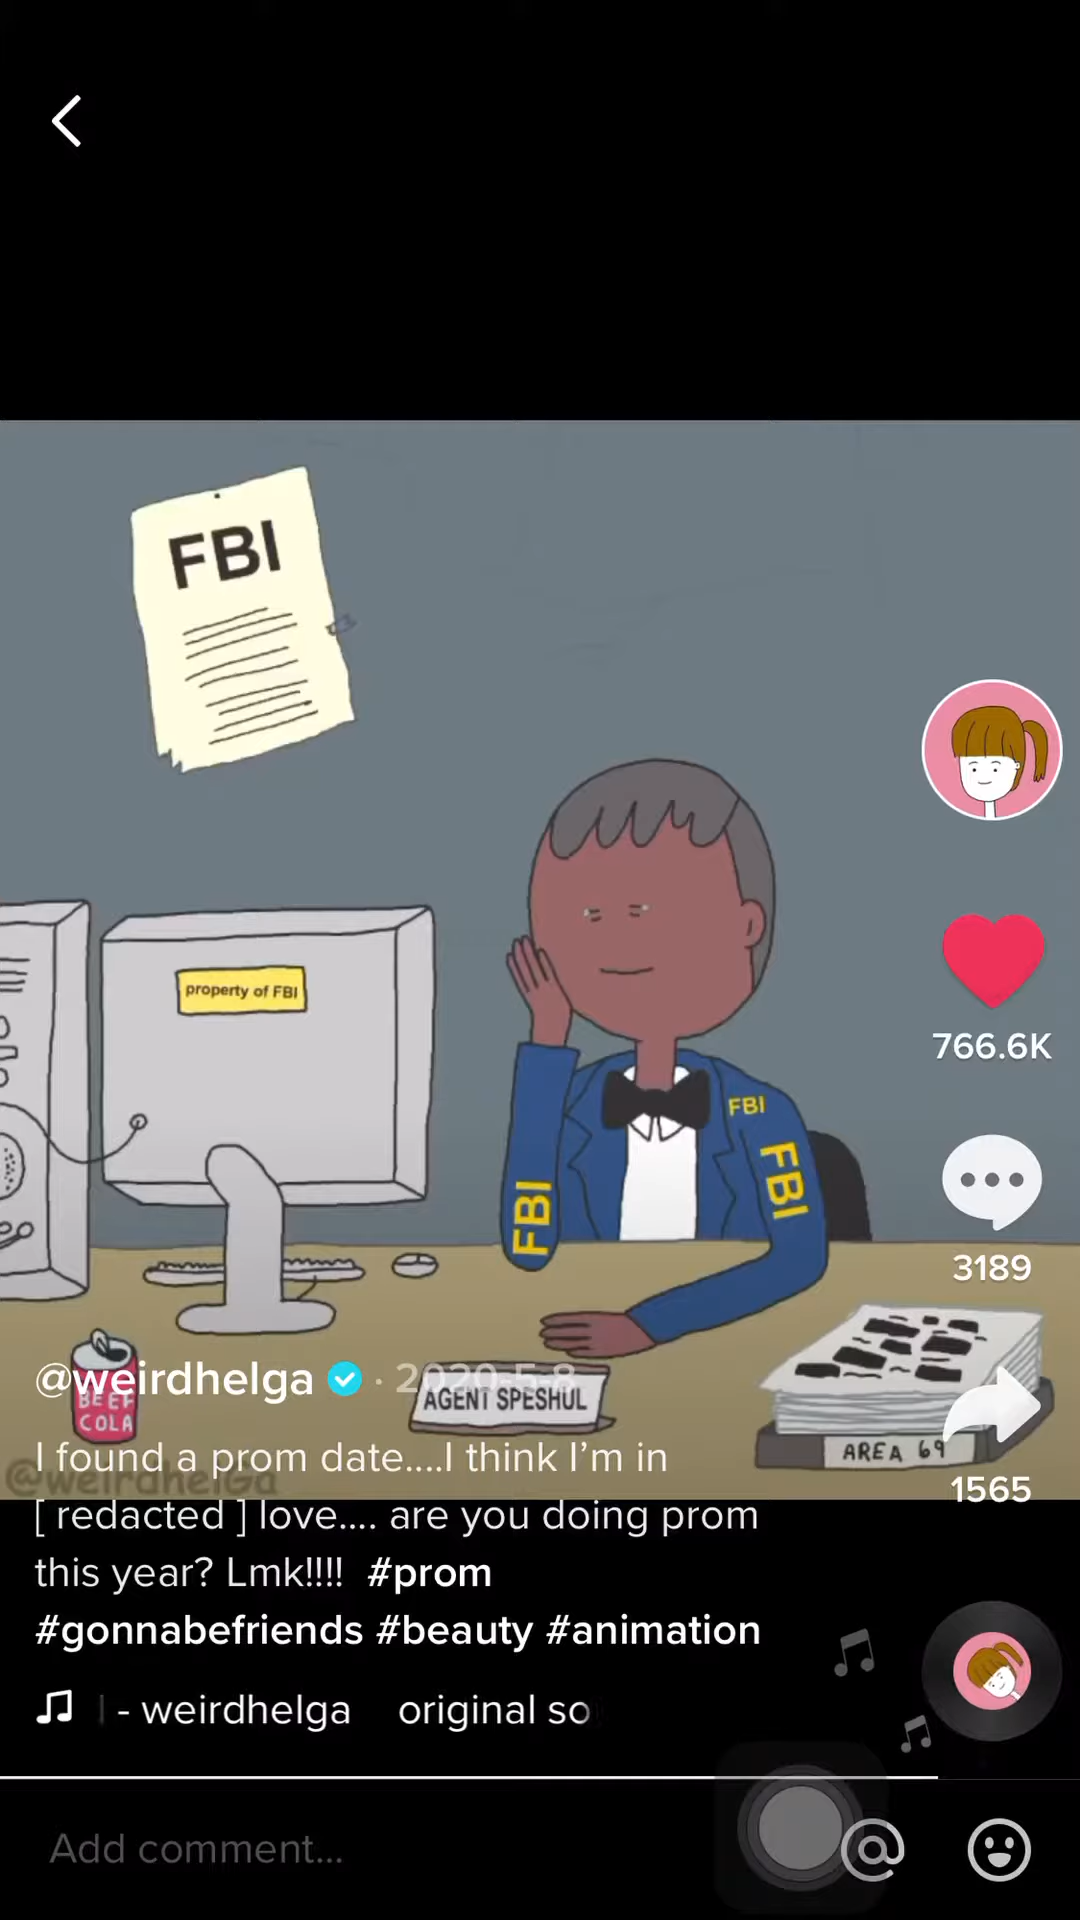 FBI
property of FBI
FBI
FBI
FBI
766.6K
3189
BEEF
COLA
AGENT SPESHUL
AREA 69
@weirdhelga · 2020-5-8
@weirdhelGa
1565
I found a prom date....I think I’m in
[ redacted ] love.... are you doing prom
this year? Lmk!!!! #prom
#gonnabefriends #beauty #animation
- weirdhelga original so
Add comment...